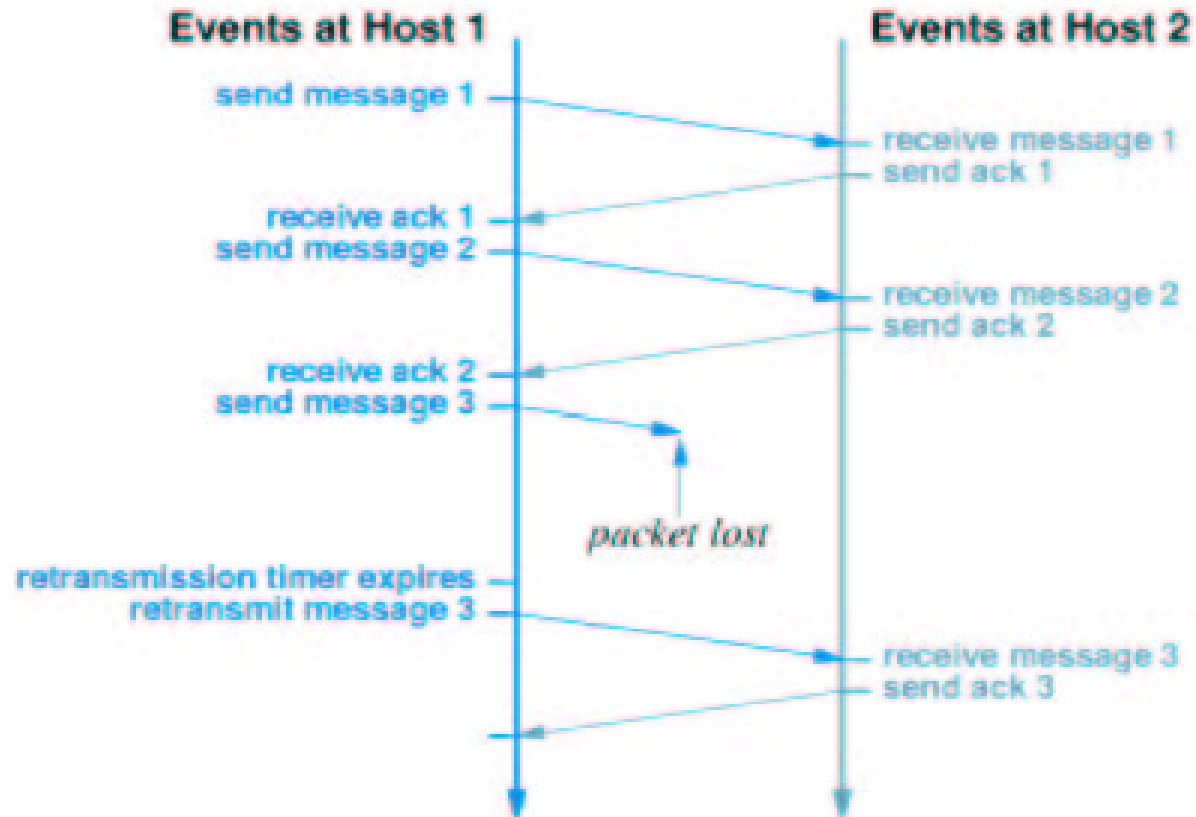 Events at Host 1
Events at Host 2
send message 1
receive message 1
send ack 1
receive ack 1
send message 2
receive message 2
send ack 2
receive ack 2
send message 3
packet lost
retransmission timer expires
retransmit message 3
receive message 3
send ack 3